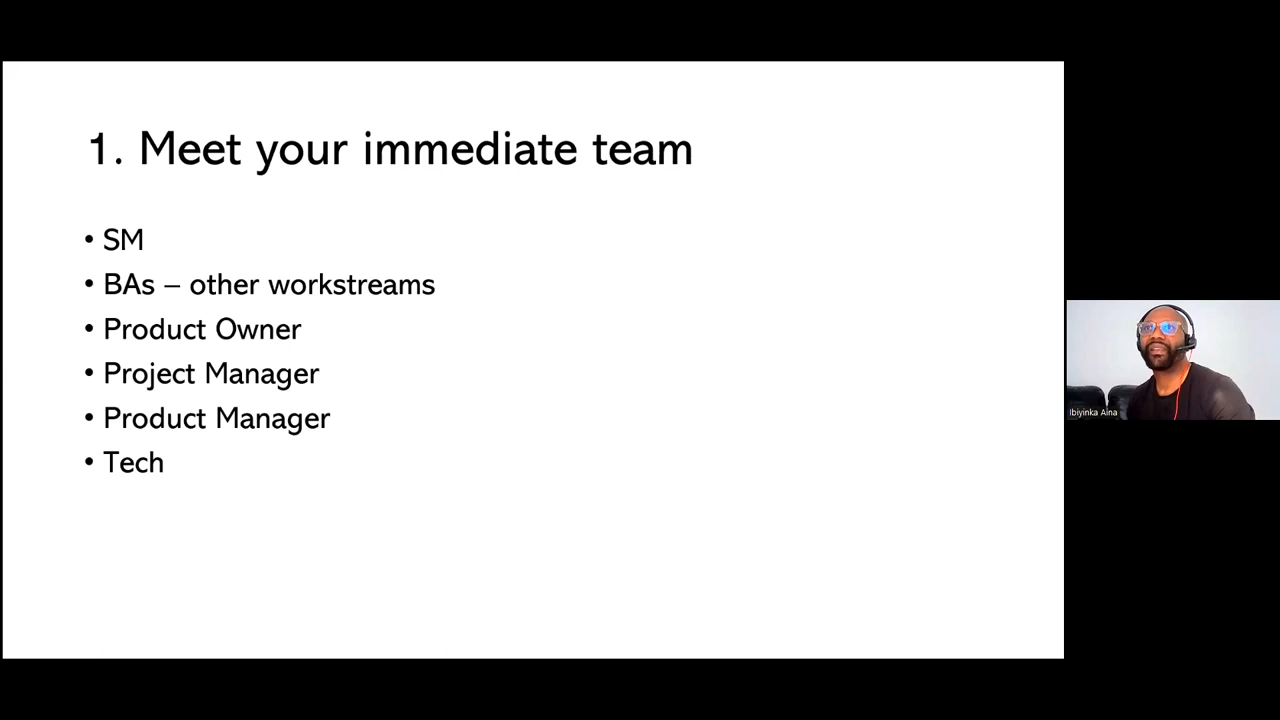 1. Meet your immediate team
• SM
• BAs – other workstreams
• Product Owner
• Project Manager
• Product Manager
• Tech
Ibiyinka Aina